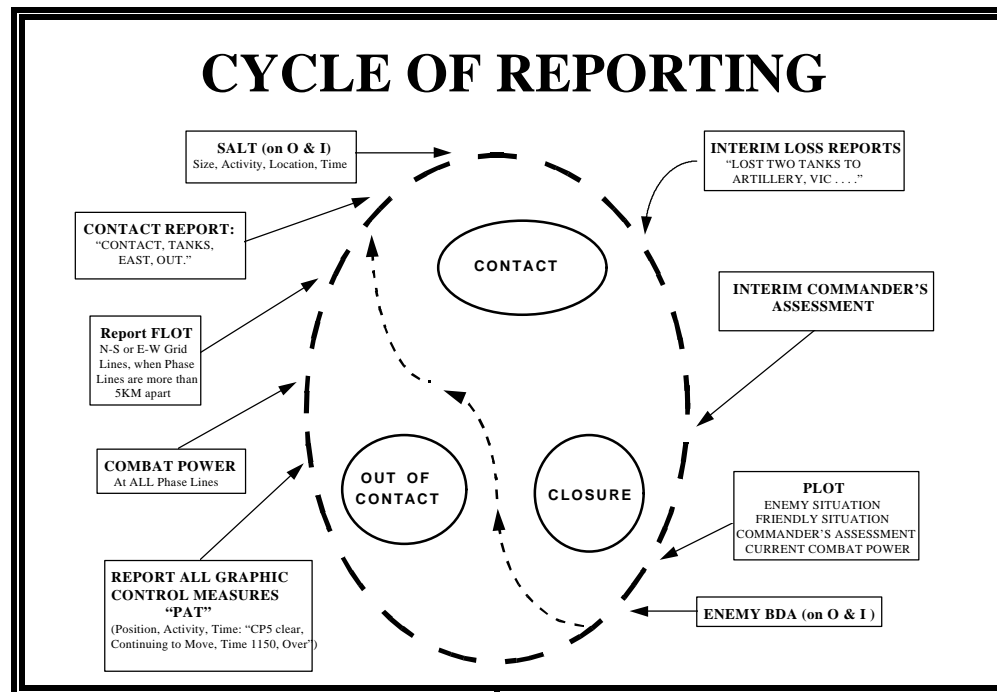 CYCLE OF REPORTING
SALT (on O & I)
Size, Activity, Location, Time
INTERIM LOSS REPORTS
“LOST TWO TANKS TO
ARTILLERY, VIC . . . .”
CONTACT REPORT:
“CONTACT, TANKS,
EAST, OUT.”
CONTACT
INTERIM COMMANDER’S
ASSESSMENT
Report FLOT
N-S or E-W Grid
Lines, when Phase
Lines are more than
5KM apart
COMBAT POWER
At ALL Phase Lines
OUT OF
CONTACT
CLOSURE
PLOT
ENEMY SITUATION
FRIENDLY SITUATION
COMMANDER’S ASSESSMENT
CURRENT COMBAT POWER
REPORT ALL GRAPHIC
CONTROL MEASURES
“PAT”
(Position, Activity, Time: “CP5 clear,
Continuing to Move, Time 1150, Over”)
ENEMY BDA (on O & I )